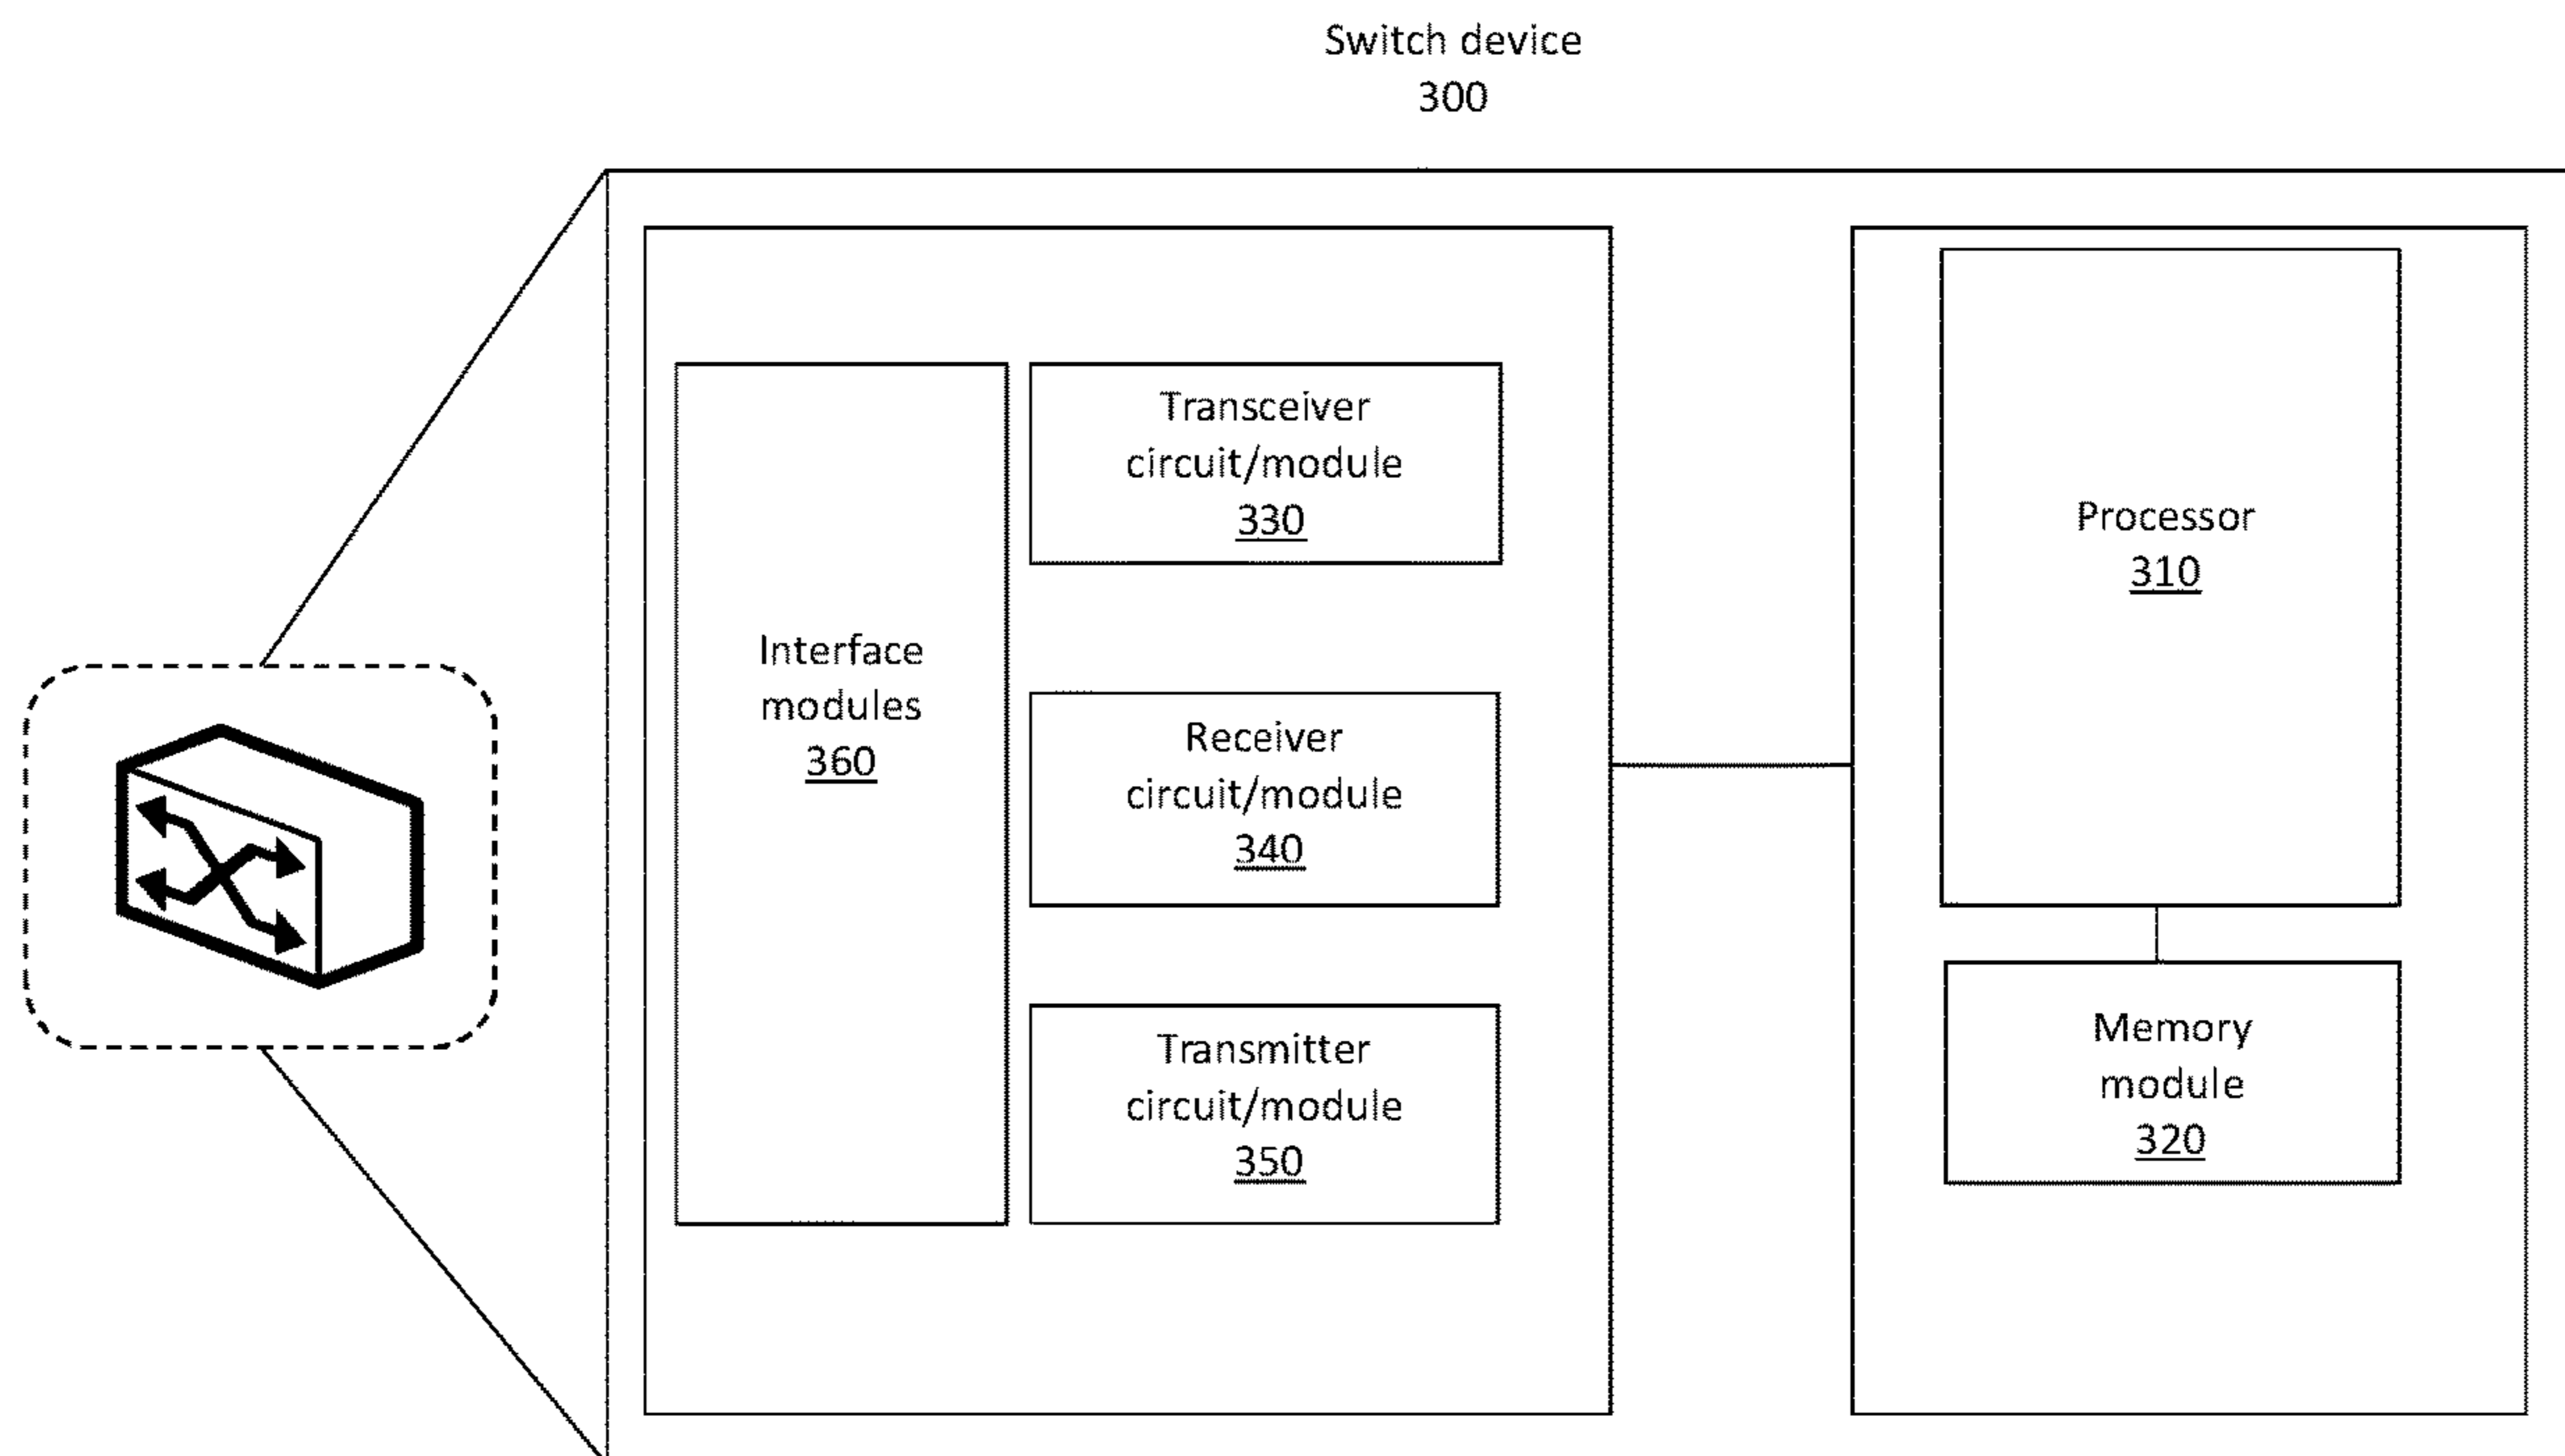 Switch device
300
Interface
modules
360
Transceiver
circuit/module
330
Receiver
circuit/module
340
Transmitter
circuit/module
350
Processor
310
Memory
module
320